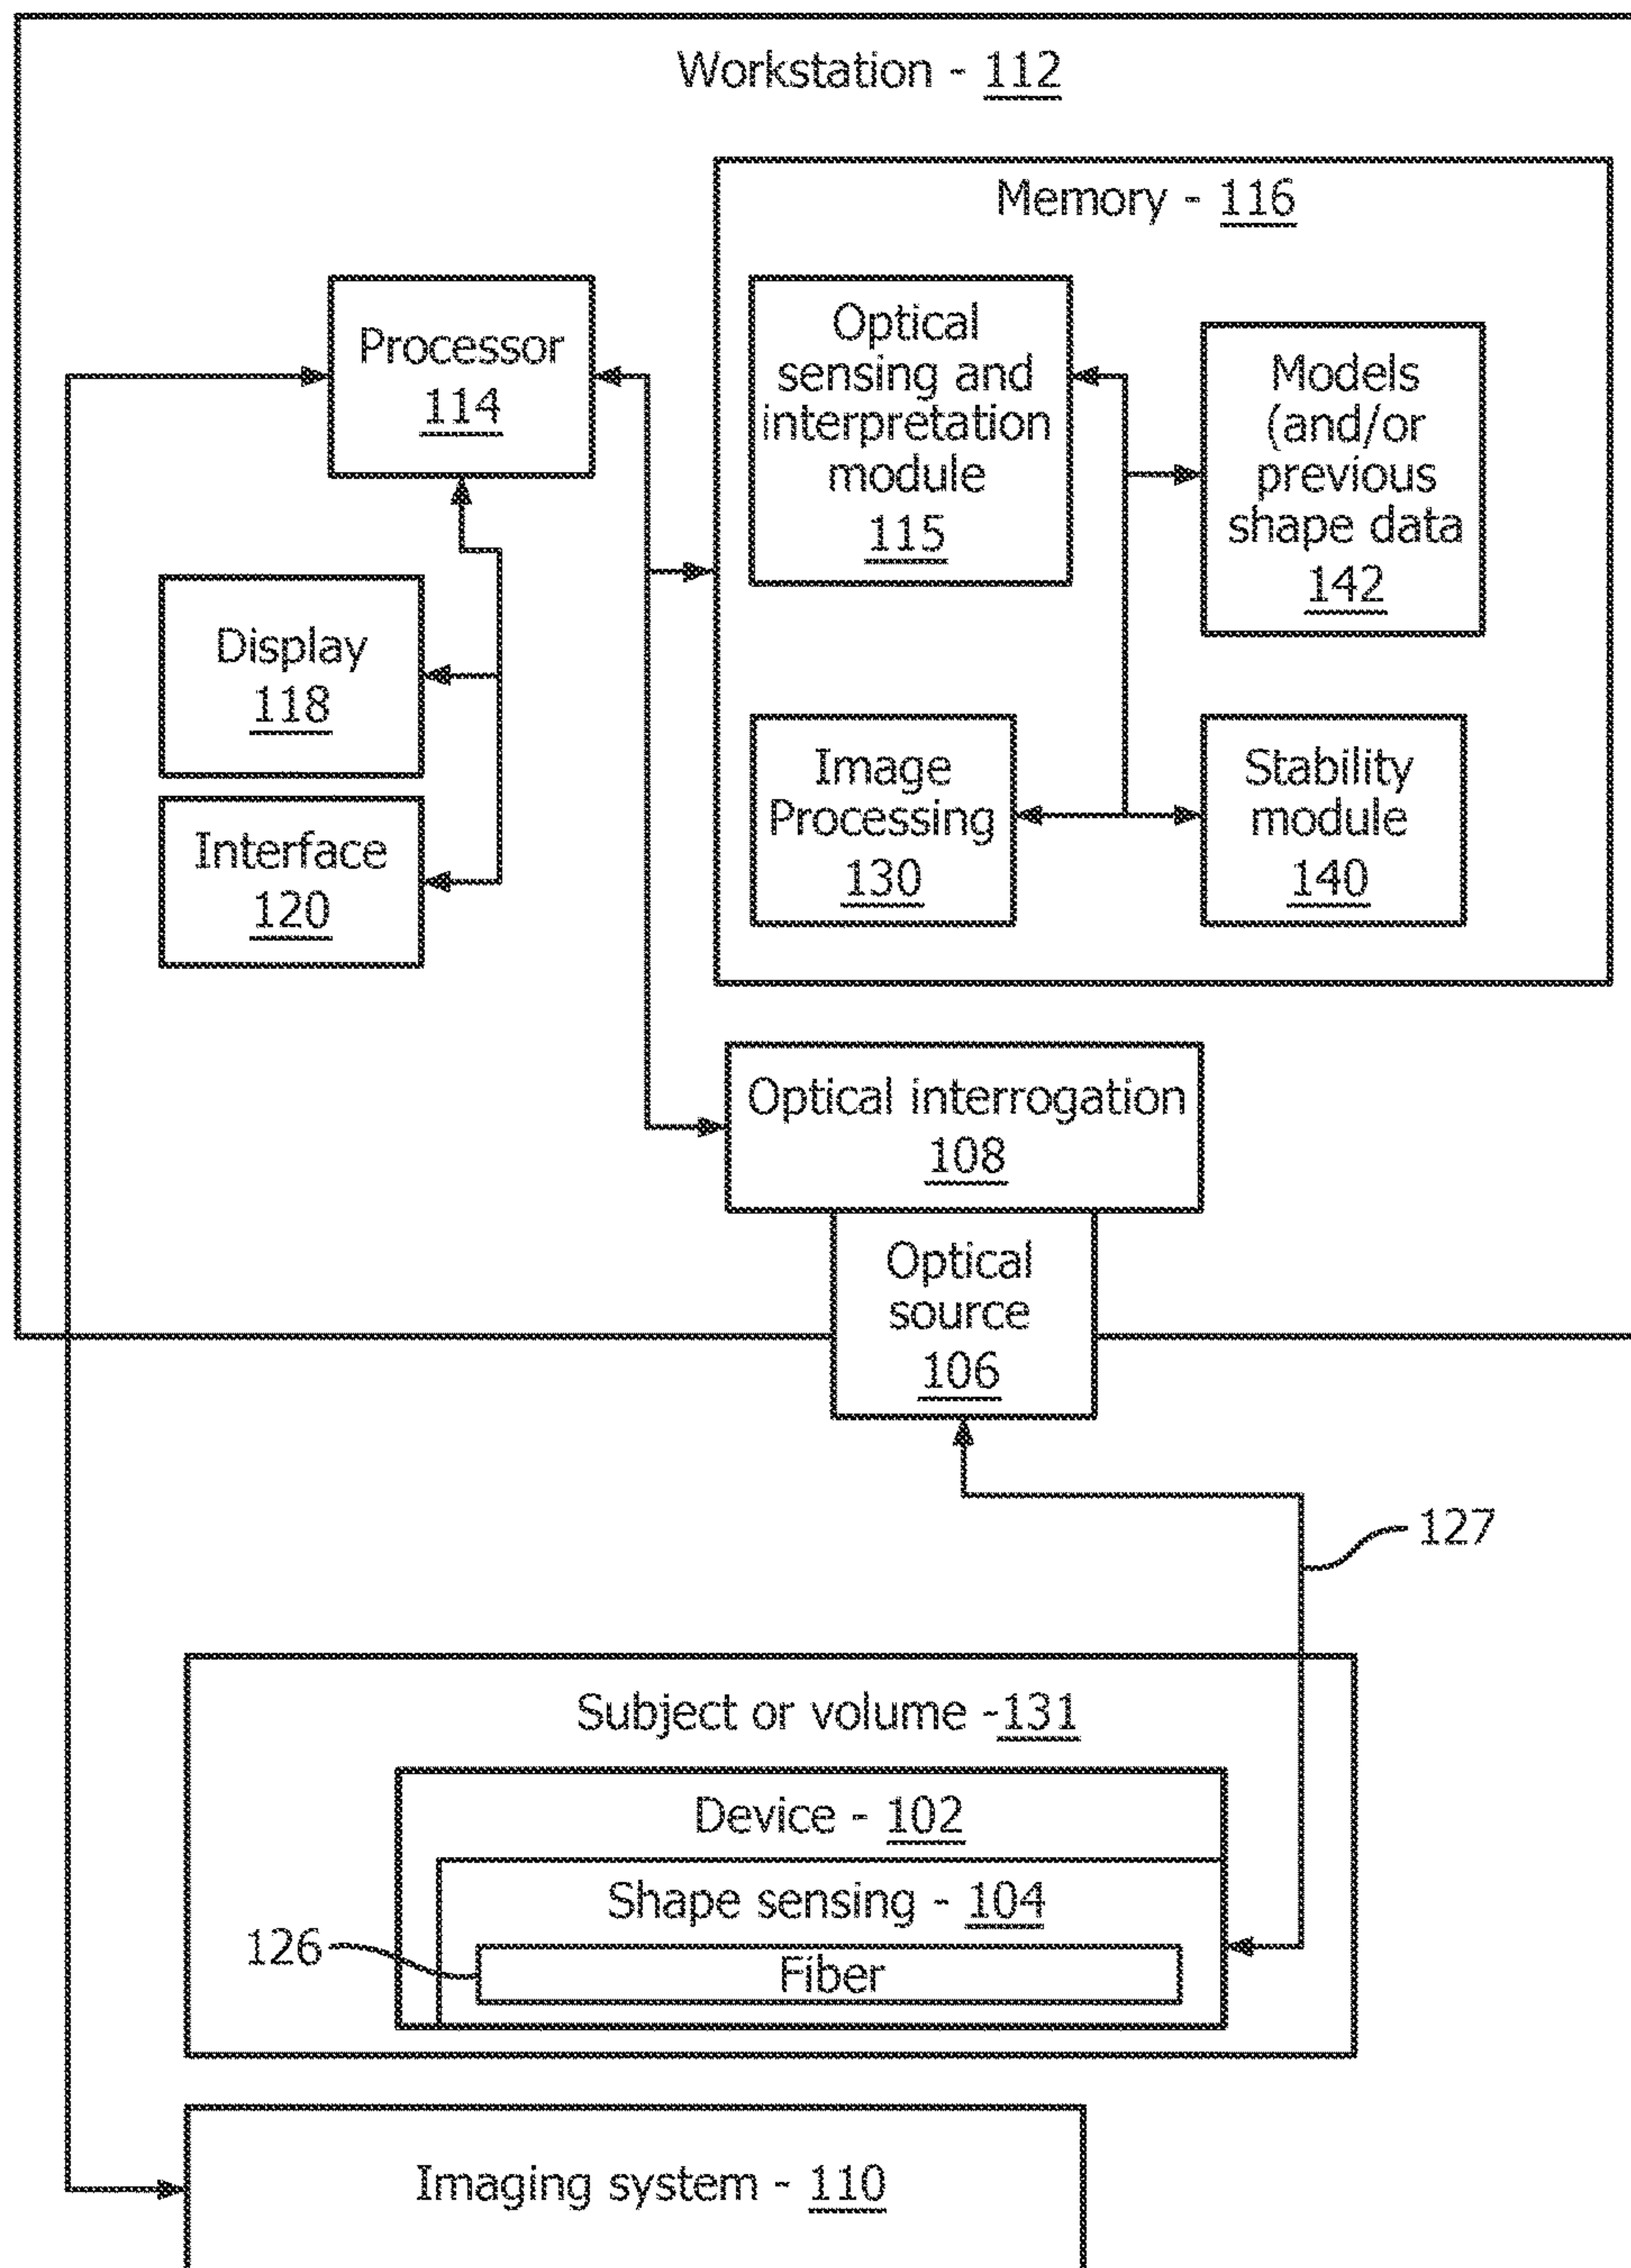 Workstation - 112
Memory - 116
Processor
114
Optical
sensing and
interpretation
module
115
Models
(and/or
previous
shape data
142
Display
118
Interface
120
Image
Processing
130
Stability
module
140
Optical interrogation
108
Optical
source
106
127
Subject or volume -131
Device - 102
Shape sensing - 104
126
Fiber
Imaging system - 110